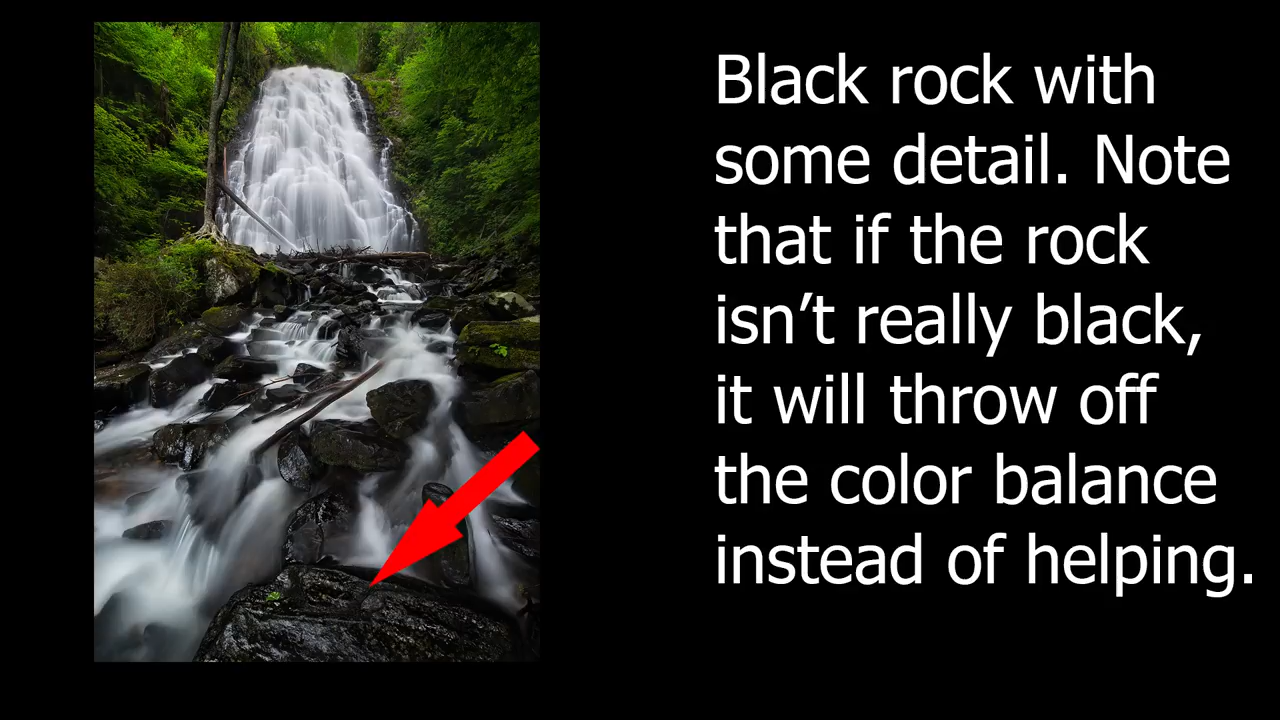 Black rock with
some detail. Note
that if the rock
isn’t really black,
it will throw off
the color balance
instead of helping.